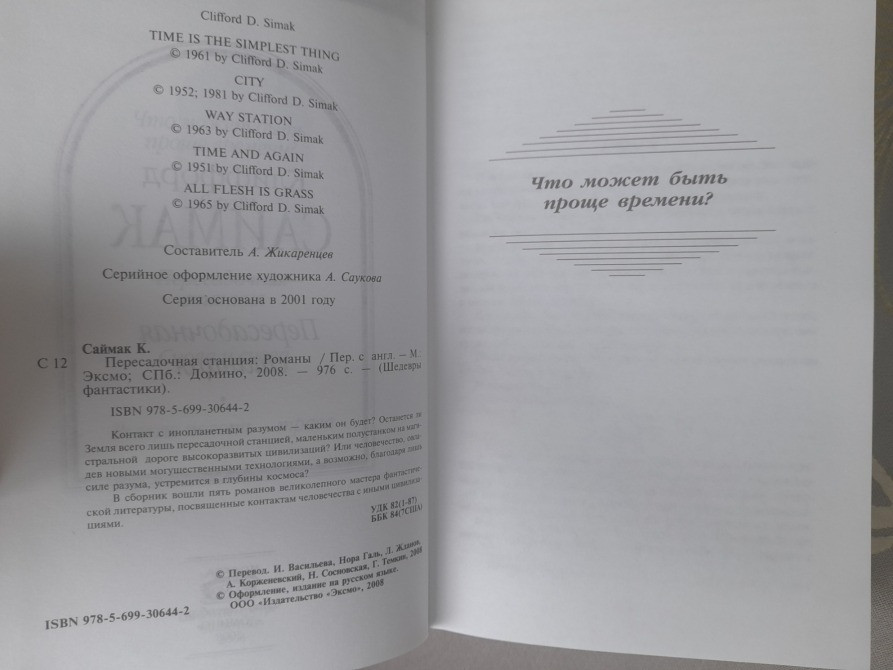 Clifford D. Simak
TIME IS THE SIMPLEST THING
© 1961 by Clifford D. Simak
CITY
© 1952; 1981 by Clifford D. Simak
WAY STATION
© 1963 by Clifford D. Simak
TIME AND AGAIN
© 1951 by Clifford D. Simak
ALL FLESH IS GRASS
© 1965 by Clifford D. Simak
Составитель А. Жикаренцев
Серийное оформление художника А. Саукова
Серия основана в 2001 году
Саймак К.
С 12 Пересадочная станция: Романы / Пер. с англ. — М.:
Эксмо; СПб.: Домино, 2008. — 976 с. — (Шедевры
фантастики).
ISBN 978-5-699-30644-2
Контакт с инопланетным разумом — каким он будет? Останется ли
Земля всего лишь пересадочной станцией, маленьким полустанком на маги-
стральной дороге высокоразвитых цивилизаций? Или человечество, овла-
дев новыми могущественными технологиями, а возможно, благодаря лишь
силе разума, устремится в глубины космоса?
В сборник вошли пять романов великолепного мастера фантастиче-
ской литературы, посвященные контактам человечества с иными цивилиза-
циями.
УДК 82(1-87)
ББК 84(7США)
© Перевод. И. Васильева, Нора Галь, Л. Жданов,
А. Корженевский, Н. Сосновская, Г. Темкин, 2008
© Оформление, издание на русском языке.
ООО «Издательство «Эксмо», 2008
ISBN 978-5-699-30644-2
Что может быть
проще времени?